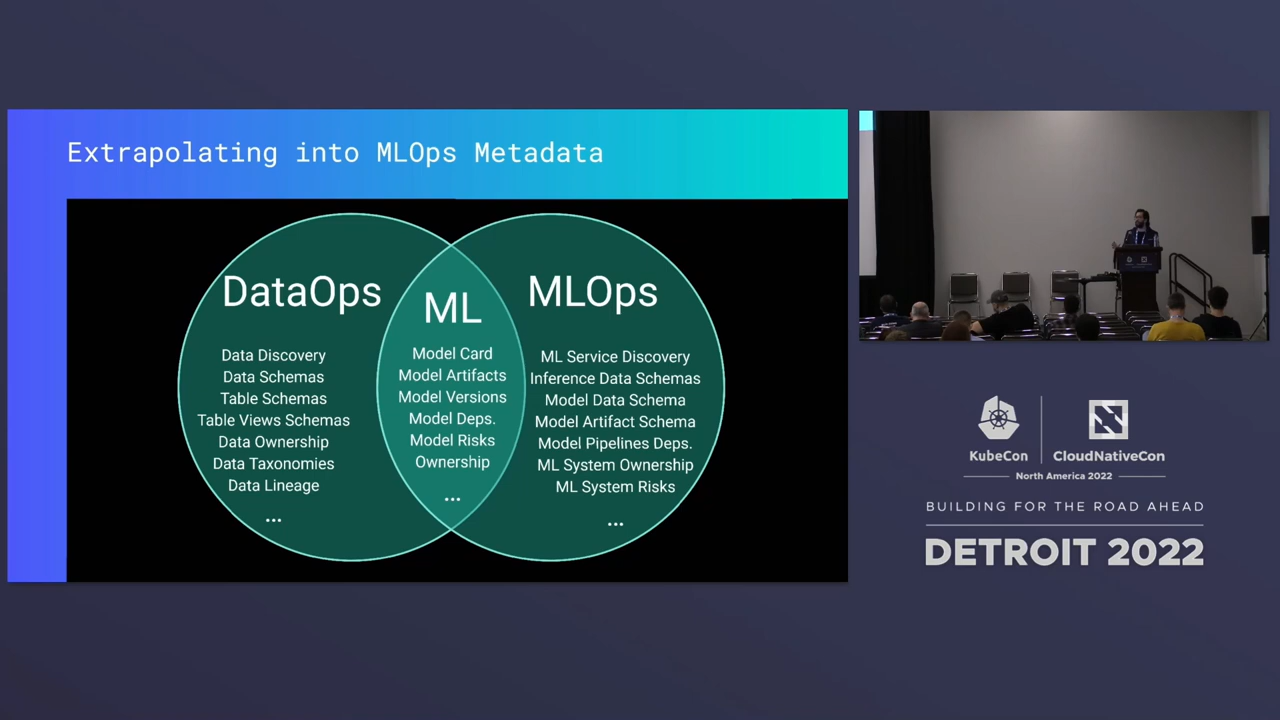 Extrapolating into MLOps Metadata
DataOps
Data Discovery
Data Schemas
Table Schemas
Table Views Schemas
Data Ownership
Data Taxonomies
Data Lineage
...
ML
Model Card
Model Artifacts
Model Versions
Model Deps.
Model Risks
Ownership
...
MLOps
ML Service Discovery
Inference Data Schemas
Model Data Schema
Model Artifact Schema
Model Pipelines Deps.
ML System Ownership
ML System Risks
...
KubeCon
CloudNativeCon
North America 2022
BUILDING FOR THE ROAD AHEAD
DETROIT 2022